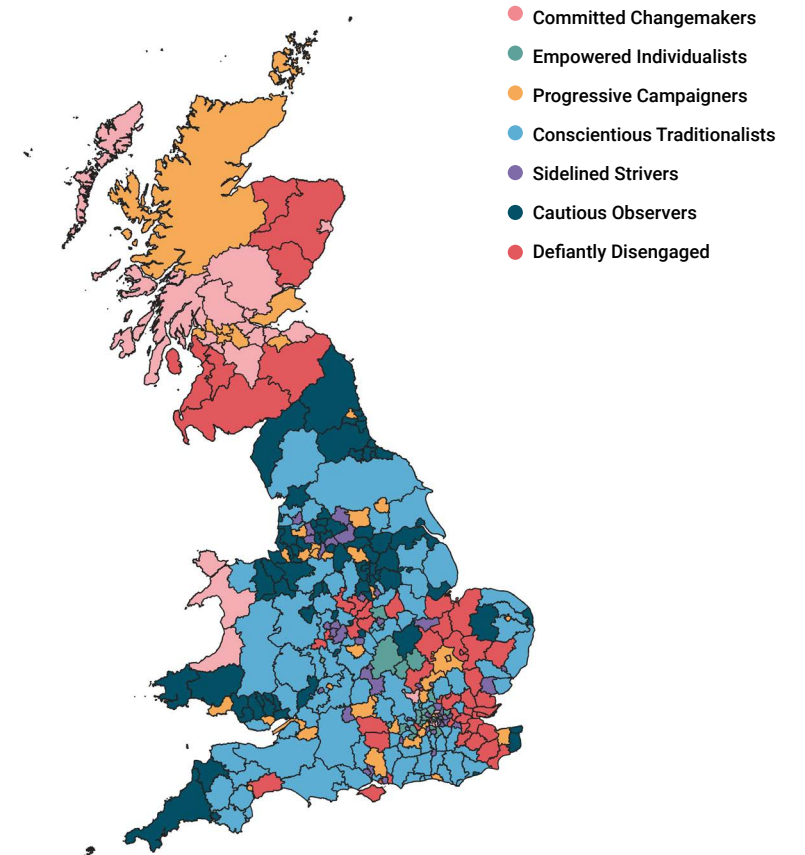 Committed Changemakers
Empowered Individualists
Progressive Campaigners
Conscientious Traditionalists
Sidelined Strivers
Cautious Observers
Defiantly Disengaged